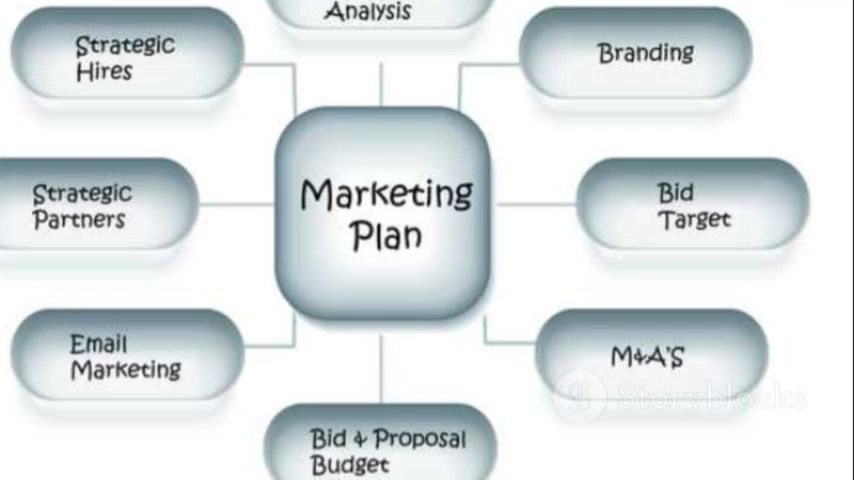 Analysis
Strategic
Hires
Branding
Marketing
Plan
Strategic
Partners
Bid
Target
Email
Marketing
M&A'S
Bid & Proposal
Budget
Storyblocks